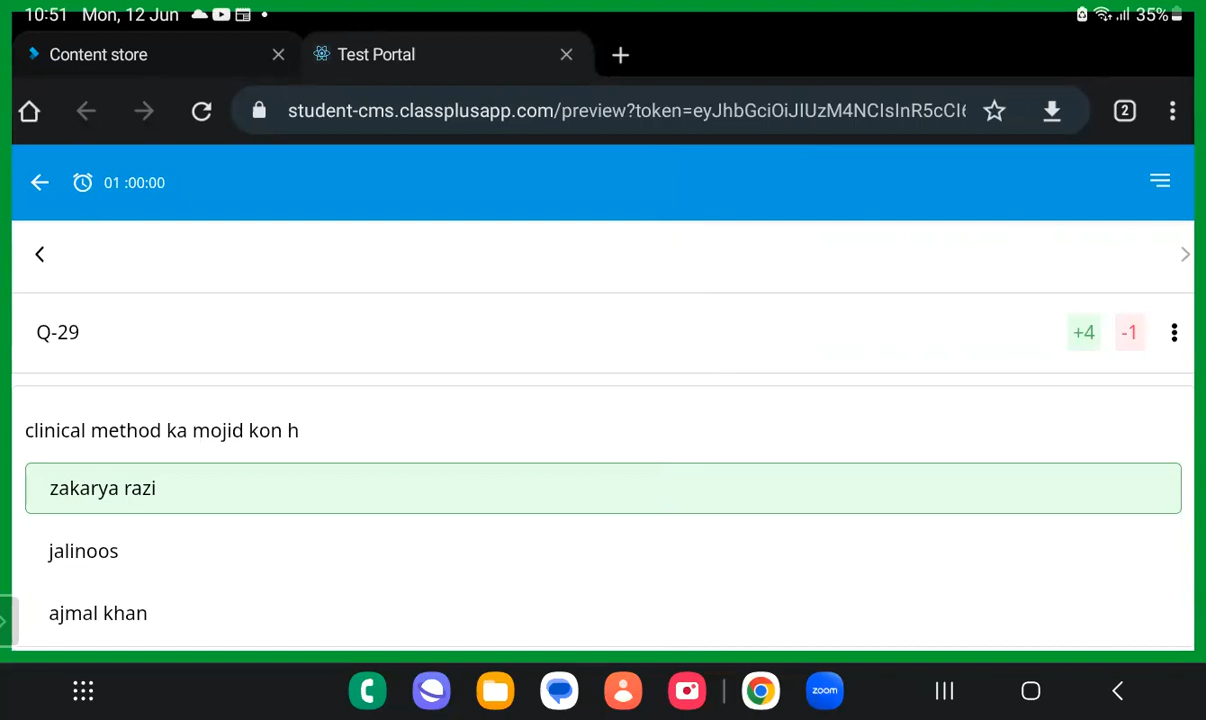 10:51 Mon, 12 Jun
35%
Content store
Test Portal
student-cms.classplusapp.com/preview?token=eyJhbGciOiJIUzM4NCIsInR5cCI6
2
01 :00:00
Q-29
+4 -1
clinical method ka mojid kon h
zakarya razi
jalinoos
ajmal khan
zoom